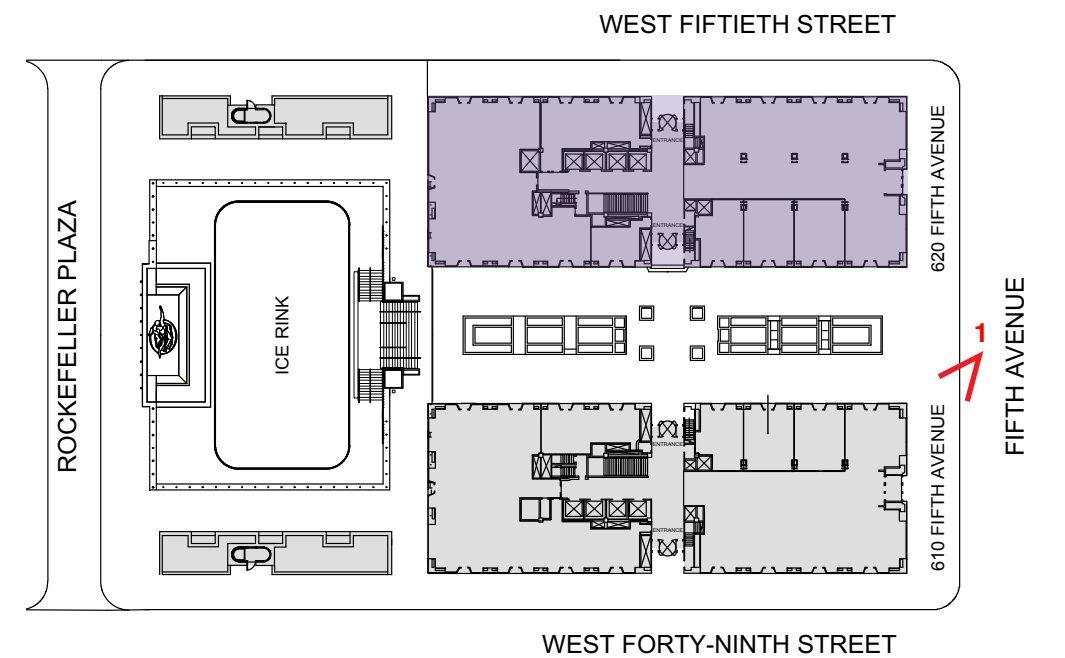 WEST FIFTIETH STREET
ENTRANCE
620 FIFTH AVENUE
ENTRANCE
ROCKEFELLER PLAZA
ICE RINK
1
FIFTH AVENUE
ENTRANCE
610 FIFTH AVENUE
ENTRANCE
WEST FORTY-NINTH STREET